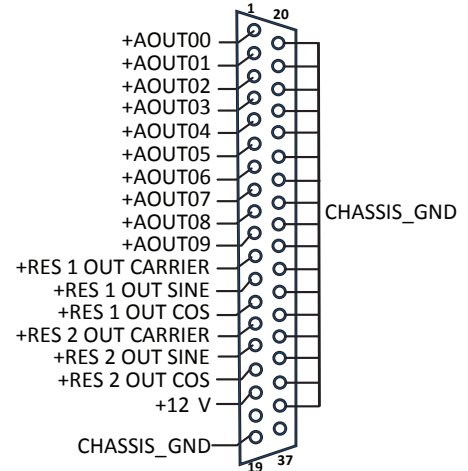 1 20
+AOUT00
+AOUT01
+AOUT02
+AOUT03
+AOUT04
+AOUT05
+AOUT06
+AOUT07
+AOUT08
+AOUT09
+RES 1 OUT CARRIER
+RES 1 OUT SINE
+RES 1 OUT COS
+RES 2 OUT CARRIER
+RES 2 OUT SINE
+RES 2 OUT COS
+12 V
CHASSIS_GND
CHASSIS_GND
19 37